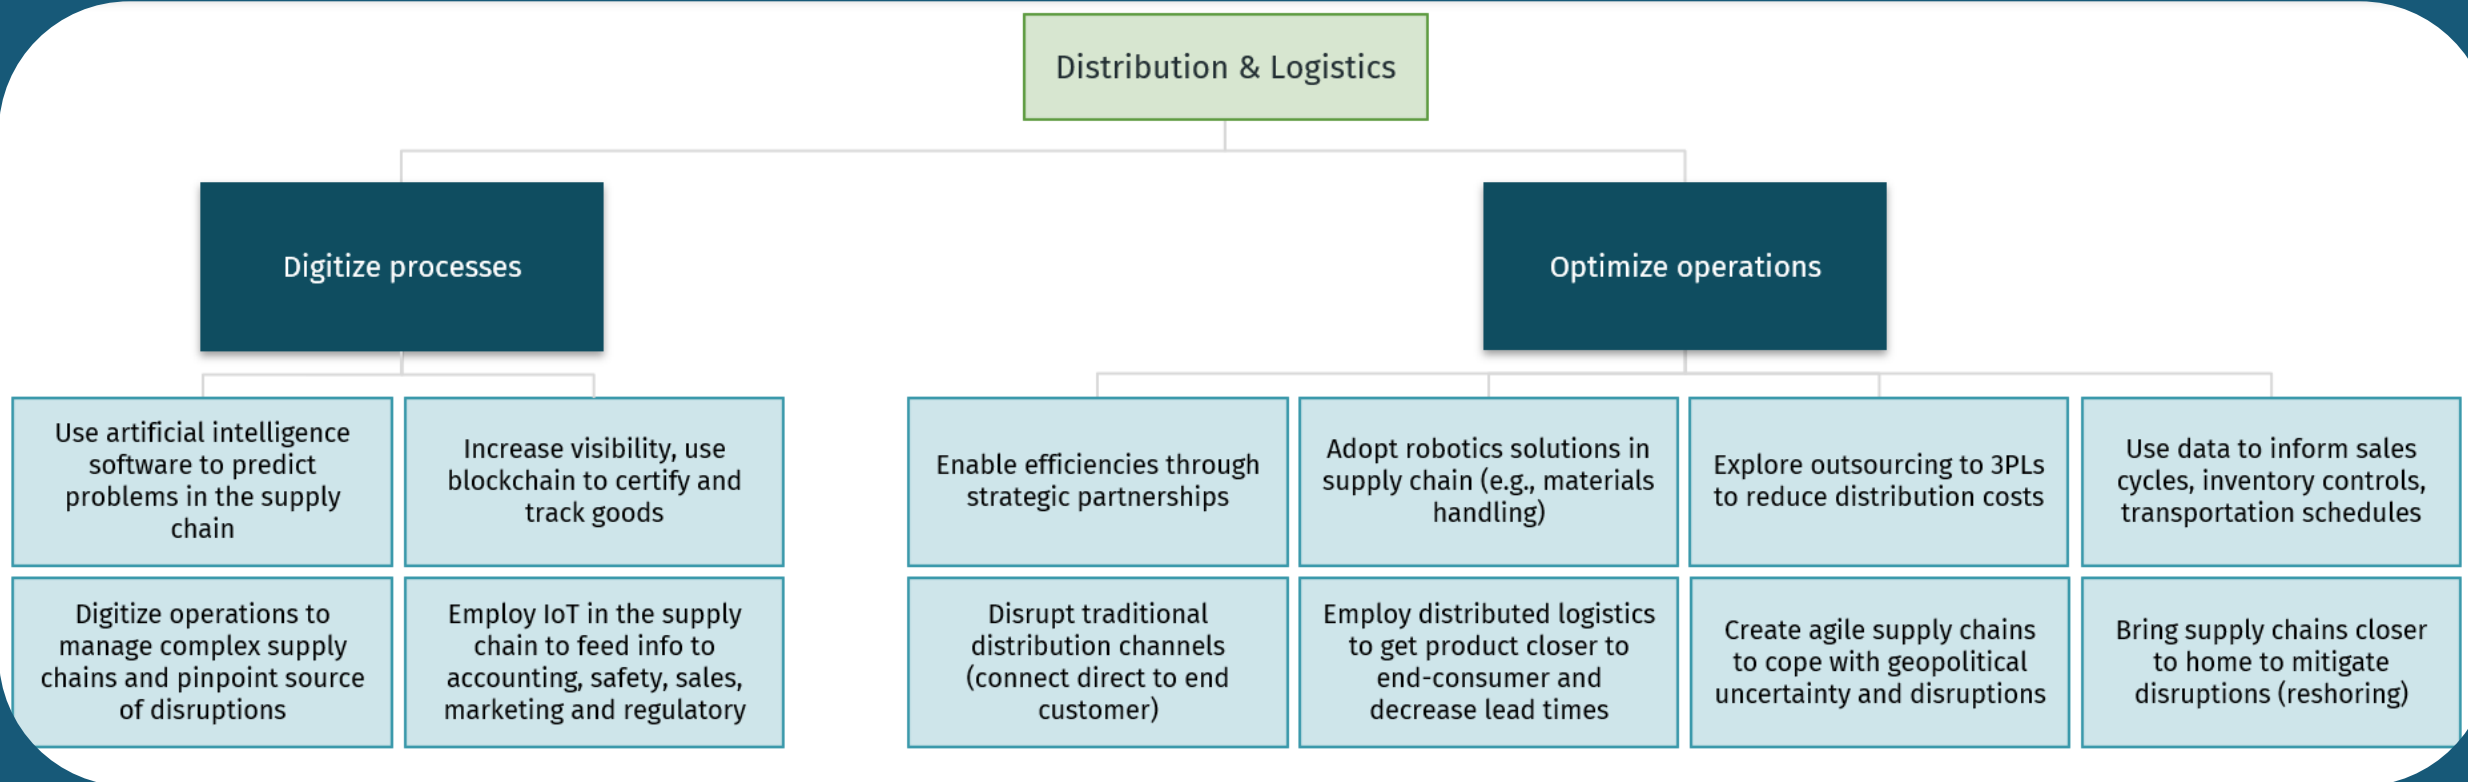 Distribution & Logistics
Digitize processes
Optimize operations
Use artificial intelligence
software to predict
problems in the supply
chain
Increase visibility, use
blockchain to certify and
track goods
Enable efficiencies through
strategic partnerships
Adopt robotics solutions in
supply chain (e.g., materials
handling)
Explore outsourcing to 3PLs
to reduce distribution costs
Use data to inform sales
cycles, inventory controls,
transportation schedules
Digitize operations to
manage complex supply
chains and pinpoint source
of disruptions
Employ IoT in the supply
chain to feed info to
accounting, safety, sales,
marketing and regulatory
Disrupt traditional
distribution channels
(connect direct to end
customer)
Employ distributed logistics
to get product closer to
end-consumer and
decrease lead times
Create agile supply chains
to cope with geopolitical
uncertainty and disruptions
Bring supply chains closer
to home to mitigate
disruptions (reshoring)